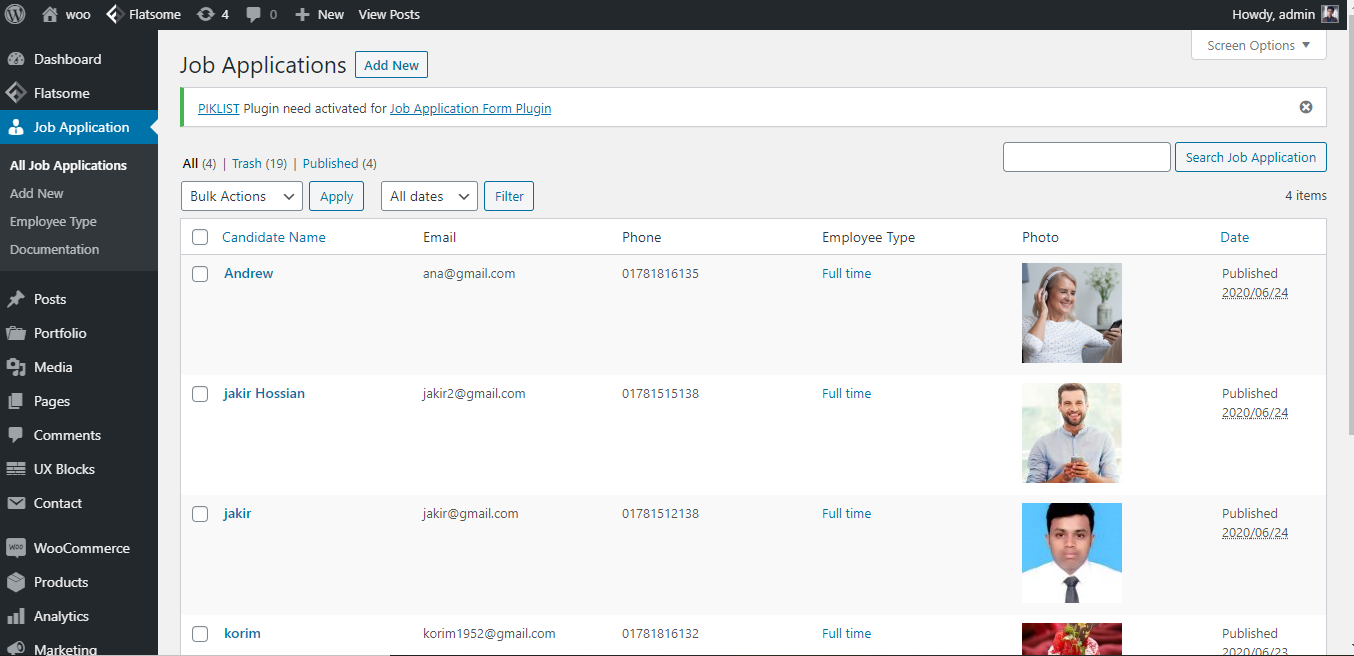 woo Flatsome 4 0 New View Posts Howdy, admin
Screen Options
Dashboard
Flatsome
Job Application
All Job Applications
Add New
Employee Type
Documentation
Posts
Portfolio
Media
Pages
Comments
UX Blocks
Contact
WooCommerce
Products
Analytics
Marketing
Job Applications Add New
PIKLIST Plugin need activated for Job Application Form Plugin
All (4) | Trash (19) | Published (4)
Search Job Application
Bulk Actions Apply All dates Filter
4 items
Candidate Name Email Phone Employee Type Photo Date
Andrew ana@gmail.com 01781816135 Full time Published
2020/06/24
jakir Hossian jakir2@gmail.com 01781515138 Full time Published
2020/06/24
jakir jakir@gmail.com 01781512138 Full time Published
2020/06/24
korim korim1952@gmail.com 01781816132 Full time Published
2020/06/23